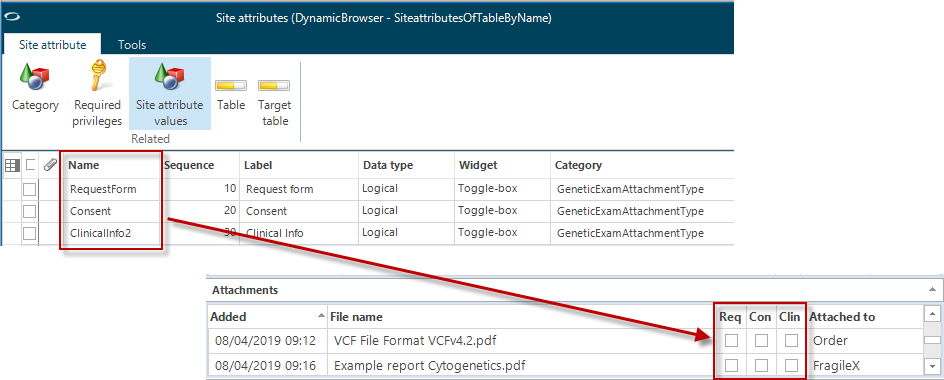 Site attributes (DynamicBrowser - SiteattributesOfTableByName)
Site attribute Tools
Category Required privileges Site attribute values Table Target table
Related
Name Sequence Label Data type Widget Category
RequestForm 10 Request form Logical Toggle-box GeneticExamAttachmentType
Consent 20 Consent Logical Toggle-box GeneticExamAttachmentType
ClinicalInfo2 30 Clinical Info Logical Toggle-box GeneticExamAttachmentType
Attachments
Added File name Req Con Clin Attached to
08/04/2019 09:12 VCF File Format VCFv4.2.pdf Order
08/04/2019 09:16 Example report Cytogenetics.pdf FragileX